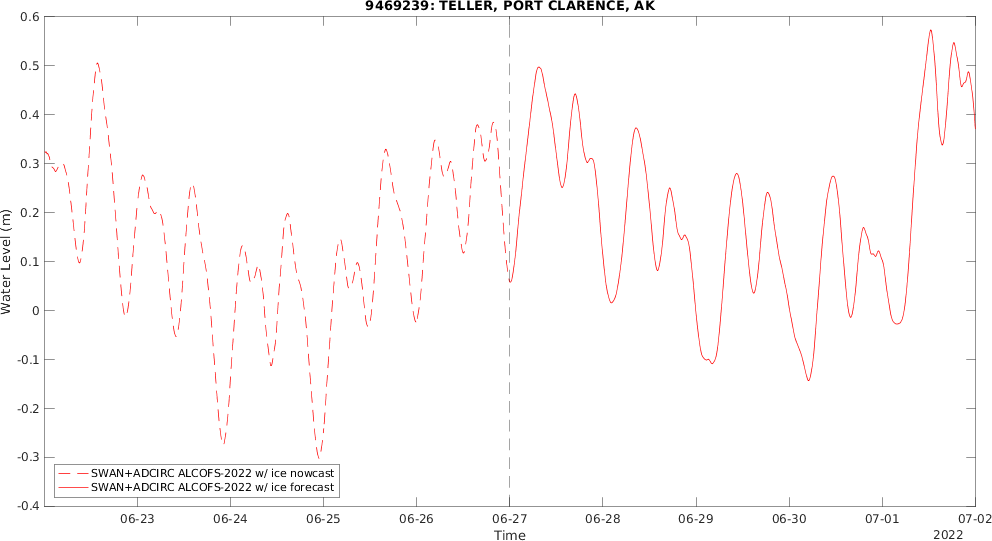 9469239: TELLER, PORT CLARENCE, AK
0.6
0.5
0.4
0.3
0.2
0.1
0
-0.1
-0.2
-0.3
-0.4
Water Level (m)
SWAN+ADCIRC ALCOFS-2022 w/ ice nowcast
SWAN+ADCIRC ALCOFS-2022 w/ ice forecast
06-23 06-24 06-25 06-26 06-27 06-28 06-29 06-30 07-01 07-02
Time
2022